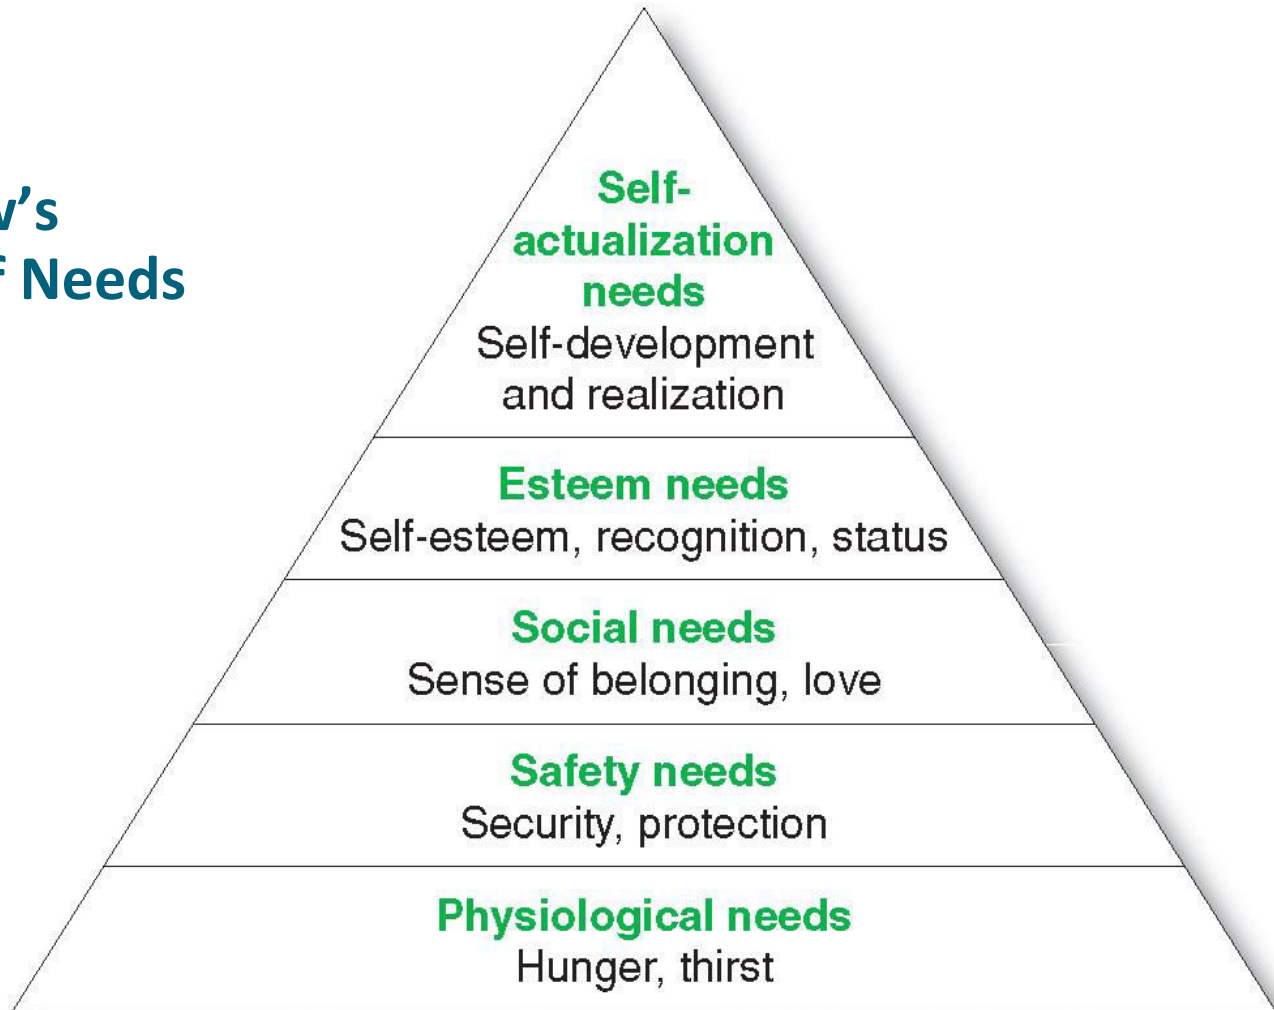 v’s
f Needs
Self-
actualization
needs
Self-development
and realization
Esteem needs
Self-esteem, recognition, status
Social needs
Sense of belonging, love
Safety needs
Security, protection
Physiological needs
Hunger, thirst